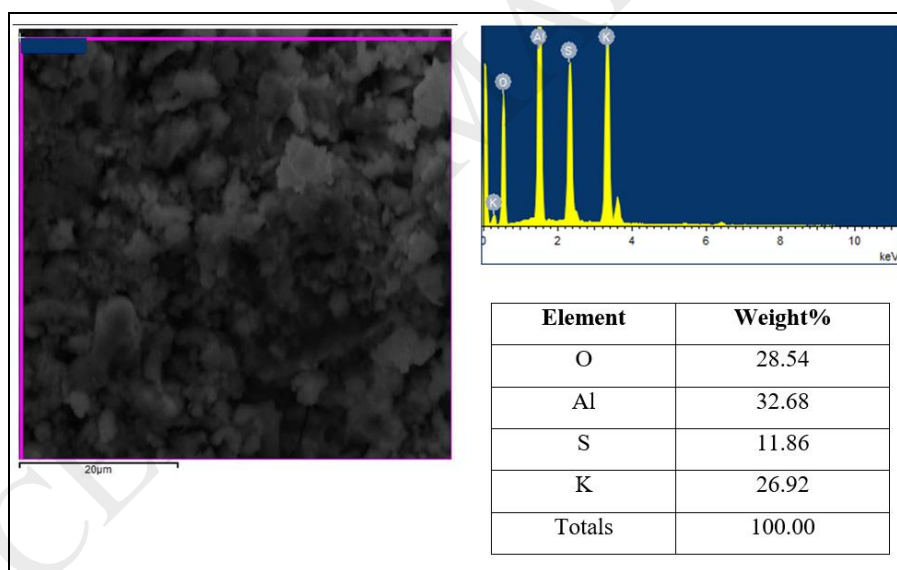 Al
S
K
O
K
0 2 4 6 8 10
keV
20µm
Element Weight%
O 28.54
Al 32.68
S 11.86
K 26.92
Totals 100.00